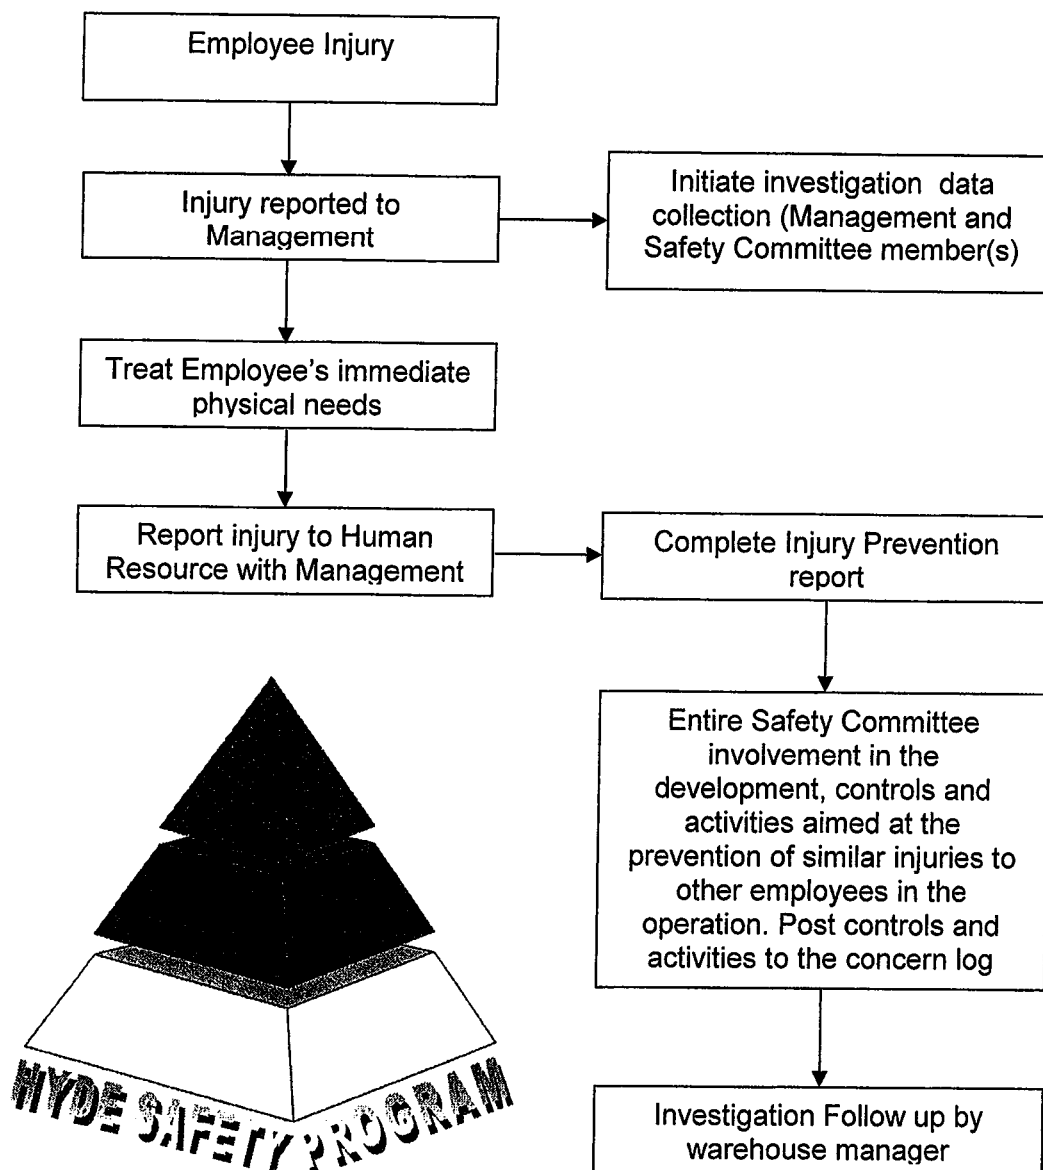 Employee Injury
Injury reported to
Management
Initiate investigation data
collection (Management and
Safety Committee member(s)
Treat Employee's immediate
physical needs
Report injury to Human
Resource with Management
Complete Injury Prevention
report
Entire Safety Committee
involvement in the
development, controls and
activities aimed at the
prevention of similar injuries to
other employees in the
operation. Post controls and
activities to the concern log
Investigation Follow up by
warehouse manager
HYDE SAFETY PROGRAM